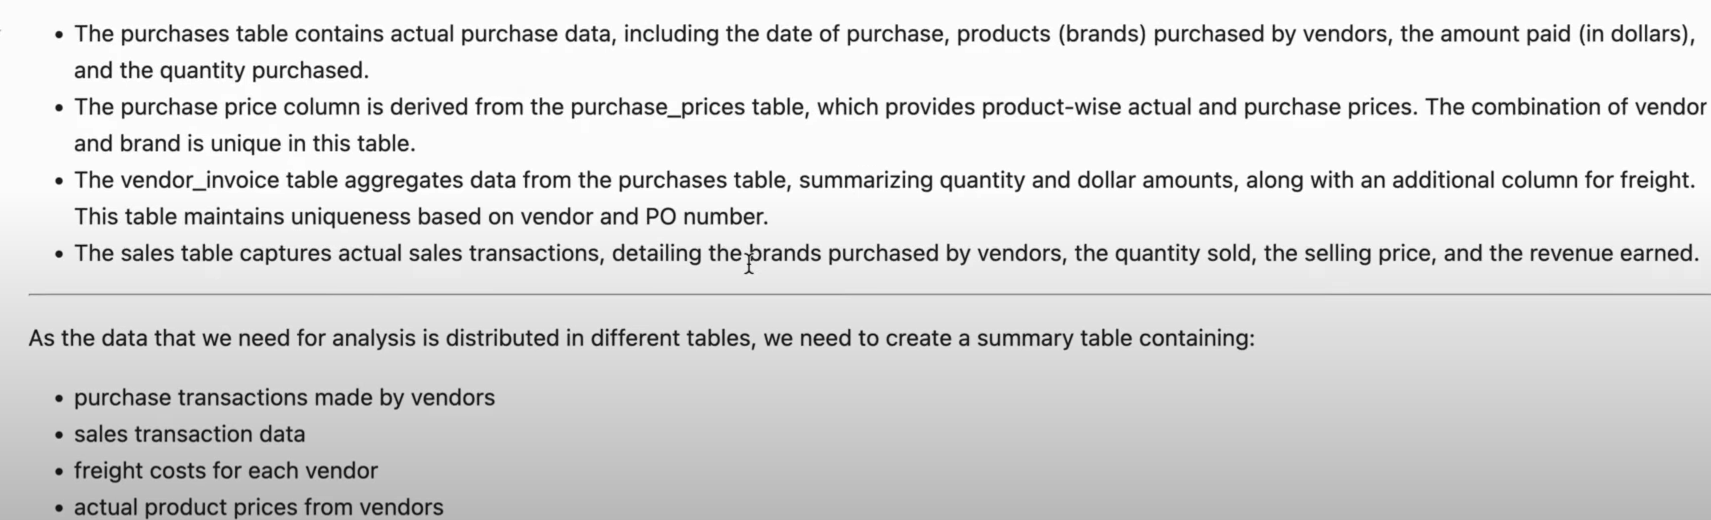 • The purchases table contains actual purchase data, including the date of purchase, products (brands) purchased by vendors, the amount paid (in dollars),
and the quantity purchased.
• The purchase price column is derived from the purchase_prices table, which provides product-wise actual and purchase prices. The combination of vendor
and brand is unique in this table.
• The vendor_invoice table aggregates data from the purchases table, summarizing quantity and dollar amounts, along with an additional column for freight.
This table maintains uniqueness based on vendor and PO number.
• The sales table captures actual sales transactions, detailing the brands purchased by vendors, the quantity sold, the selling price, and the revenue earned.
As the data that we need for analysis is distributed in different tables, we need to create a summary table containing:
• purchase transactions made by vendors
• sales transaction data
• freight costs for each vendor
• actual product prices from vendors